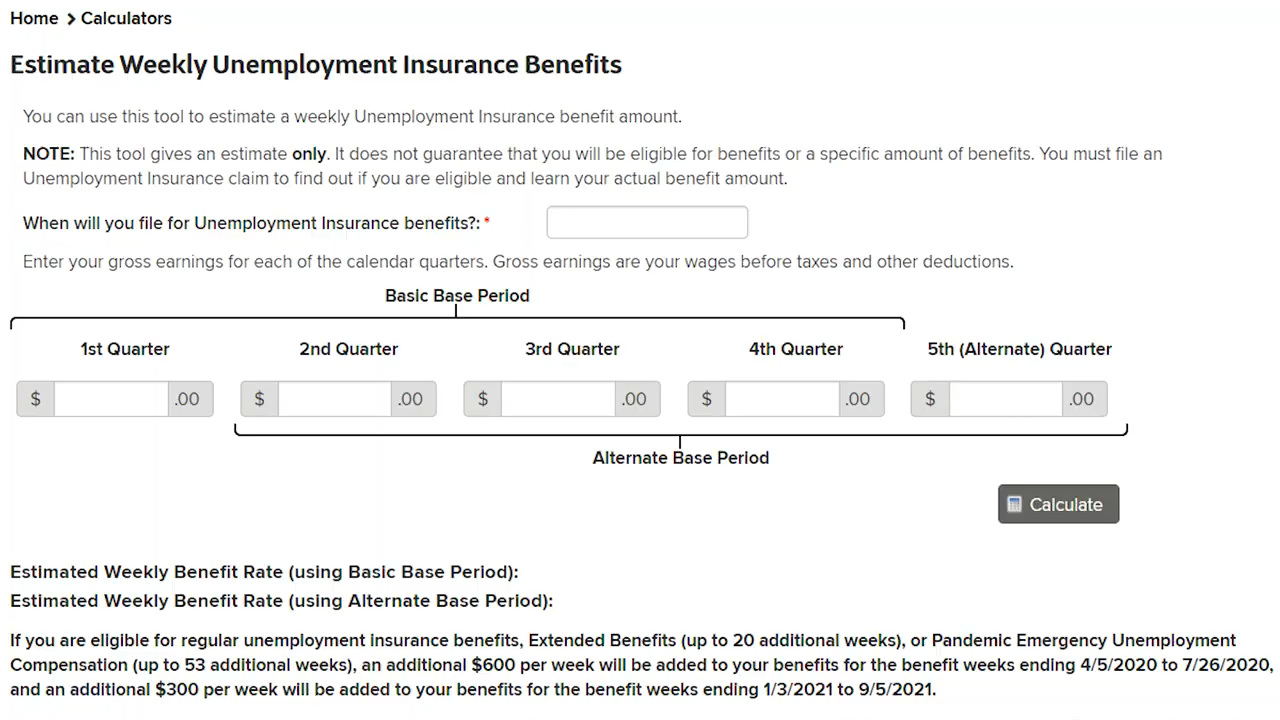 Home > Calculators
Estimate Weekly Unemployment Insurance Benefits
You can use this tool to estimate a weekly Unemployment Insurance benefit amount.
NOTE: This tool gives an estimate only. It does not guarantee that you will be eligible for benefits or a specific amount of benefits. You must file an
Unemployment Insurance claim to find out if you are eligible and learn your actual benefit amount.
When will you file for Unemployment Insurance benefits?: *
Enter your gross earnings for each of the calendar quarters. Gross earnings are your wages before taxes and other deductions.
Basic Base Period
1st Quarter 2nd Quarter 3rd Quarter 4th Quarter 5th (Alternate) Quarter
$ .00 $ .00 $ .00 $ .00 $ .00
Alternate Base Period
Calculate
Estimated Weekly Benefit Rate (using Basic Base Period):
Estimated Weekly Benefit Rate (using Alternate Base Period):
If you are eligible for regular unemployment insurance benefits, Extended Benefits (up to 20 additional weeks), or Pandemic Emergency Unemployment
Compensation (up to 53 additional weeks), an additional $600 per week will be added to your benefits for the benefit weeks ending 4/5/2020 to 7/26/2020,
and an additional $300 per week will be added to your benefits for the benefit weeks ending 1/3/2021 to 9/5/2021.